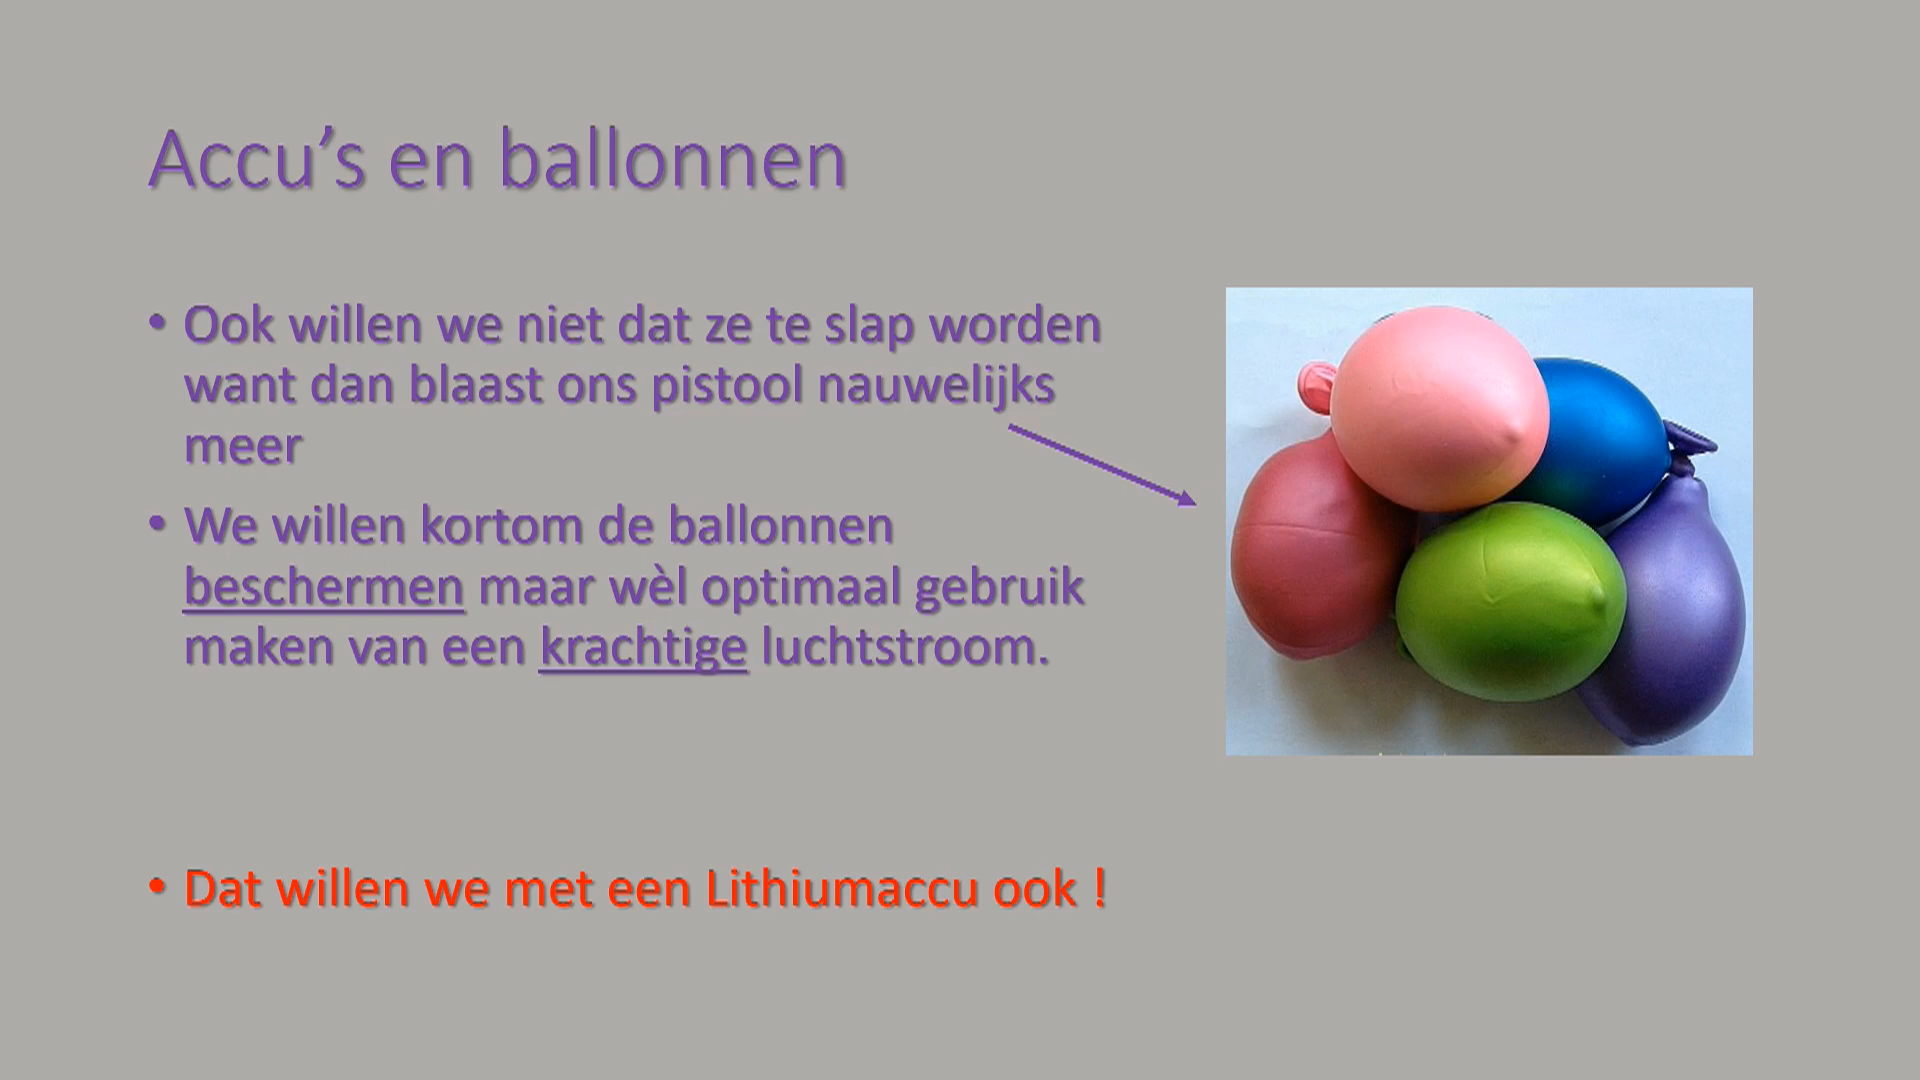 Accu’s en ballonnen
• Ook willen we niet dat ze te slap worden
want dan blaast ons pistool nauwelijks
meer
• We willen kortom de ballonnen
beschermen maar wèl optimaal gebruik
maken van een krachtige luchtstroom.
• Dat willen we met een Lithiumaccu ook !